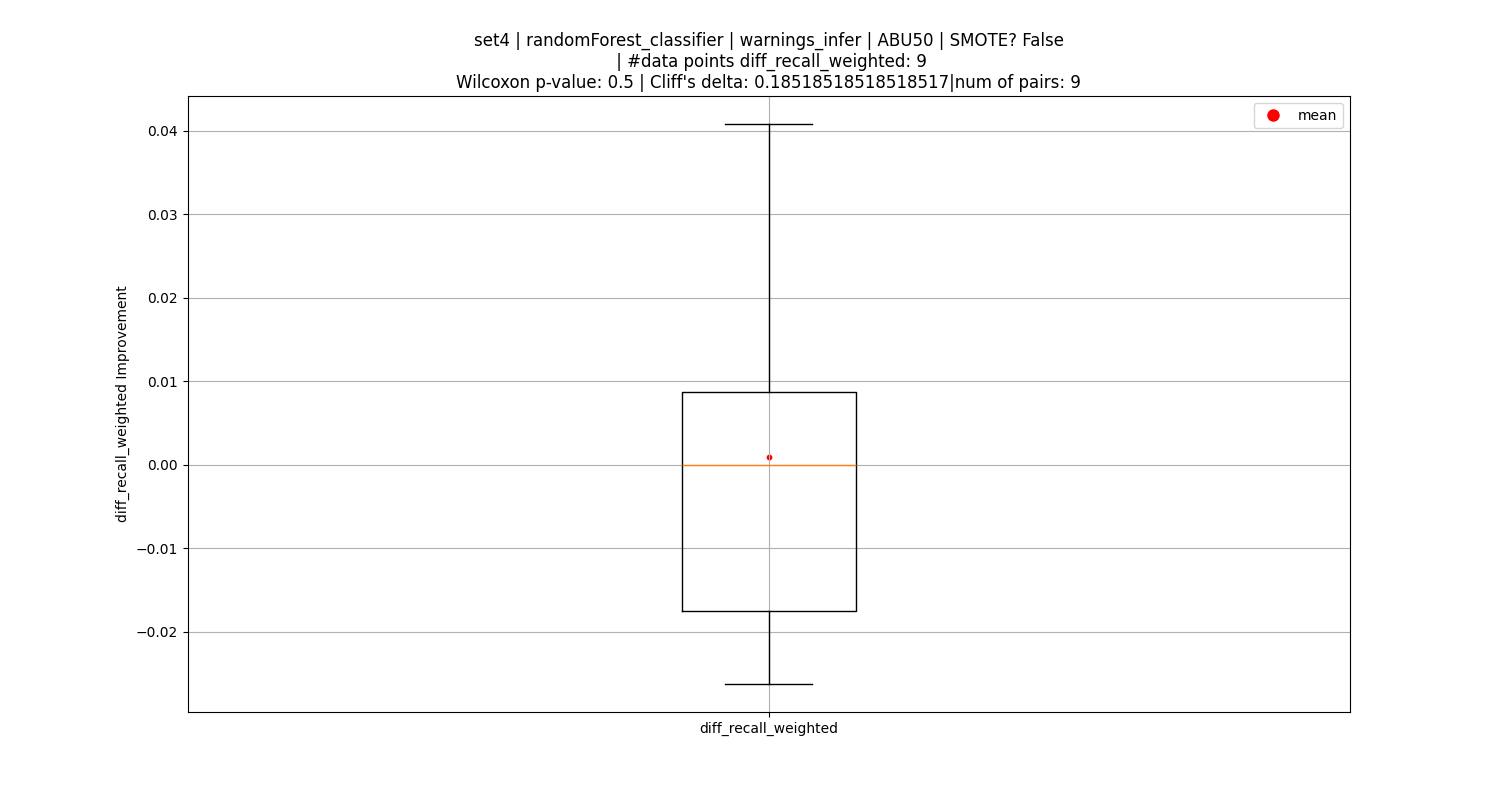 set4 | randomForest_classifier | warnings_infer | ABU50 | SMOTE? False
| #data points diff_recall_weighted: 9
Wilcoxon p-value: 0.5 | Cliff's delta: 0.18518518518518517|num of pairs: 9
mean
0.04
0.03
0.02
0.01
0.00
−0.01
−0.02
diff_recall_weighted Improvement
diff_recall_weighted